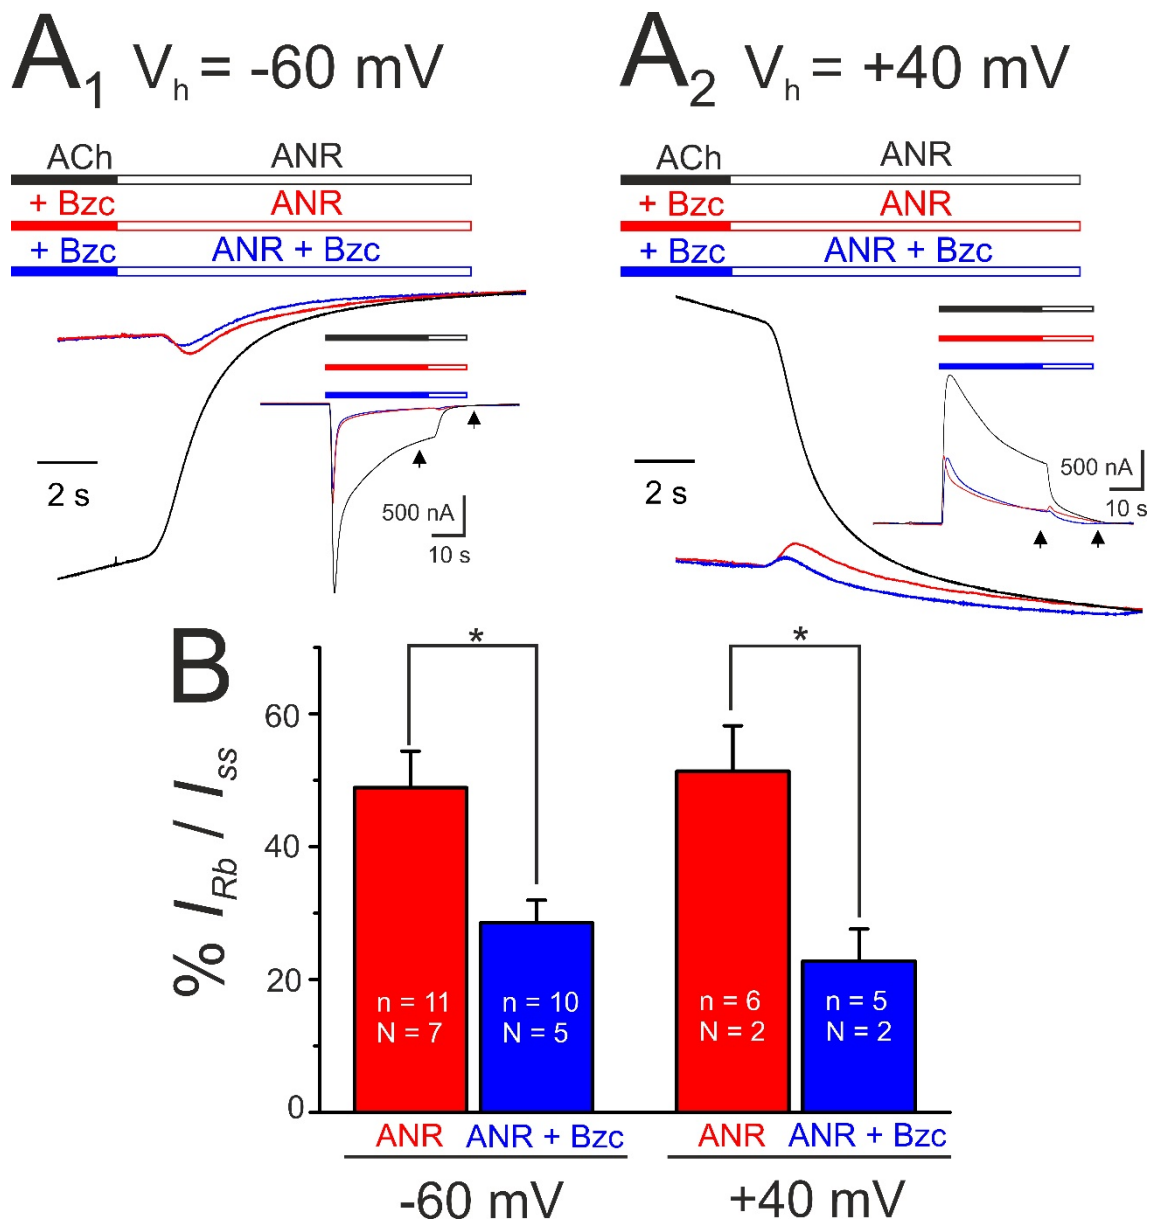 A1 Vh = -60 mV
ACh ANR
+ Bzc ANR
+ Bzc ANR + Bzc
2 s
500 nA
10 s
A2 Vh = +40 mV
ACh ANR
+ Bzc ANR
+ Bzc ANR + Bzc
2 s
500 nA
10 s
B
% IRb / Iss
60
40
20
0
*
*
n = 11
N = 7
n = 10
N = 5
n = 6
N = 2
n = 5
N = 2
ANR ANR + Bzc ANR ANR + Bzc
-60 mV +40 mV